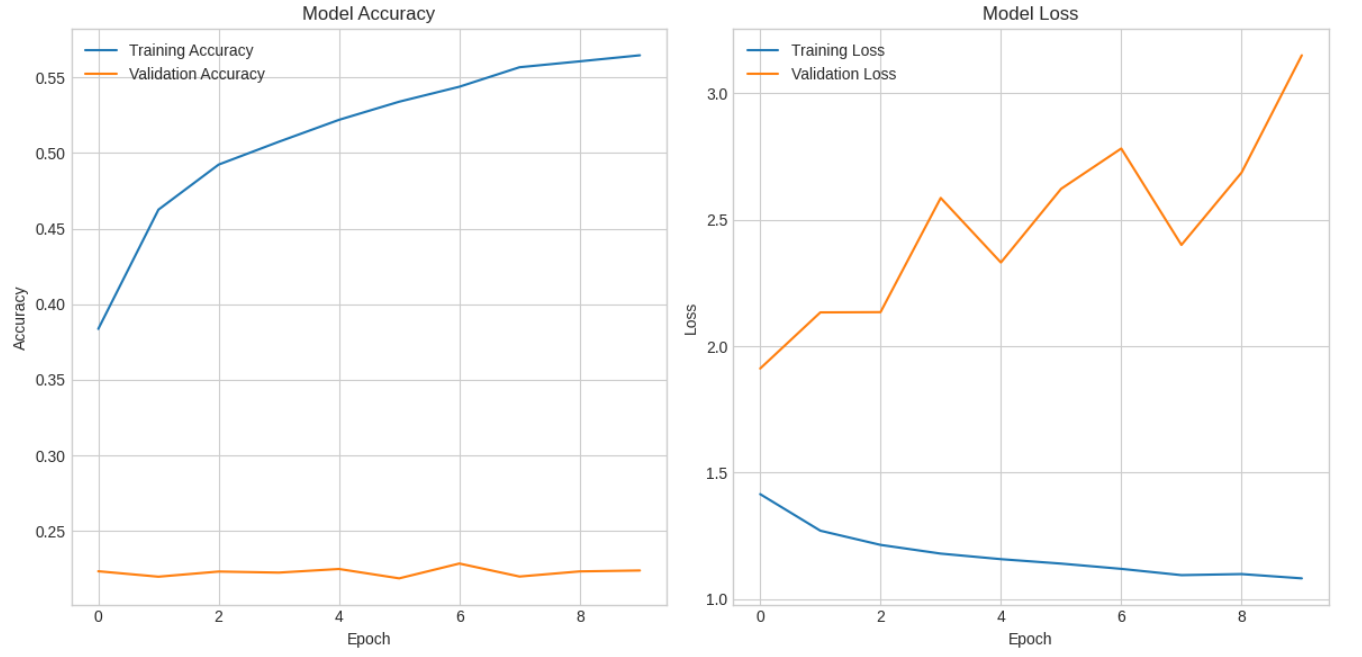 Model Accuracy
Training Accuracy
Validation Accuracy
0.55
0.50
0.45
0.40
0.35
0.30
0.25
Accuracy
0 2 4 6 8
Epoch
Model Loss
Training Loss
Validation Loss
3.0
2.5
2.0
1.5
1.0
Loss
0 2 4 6 8
Epoch